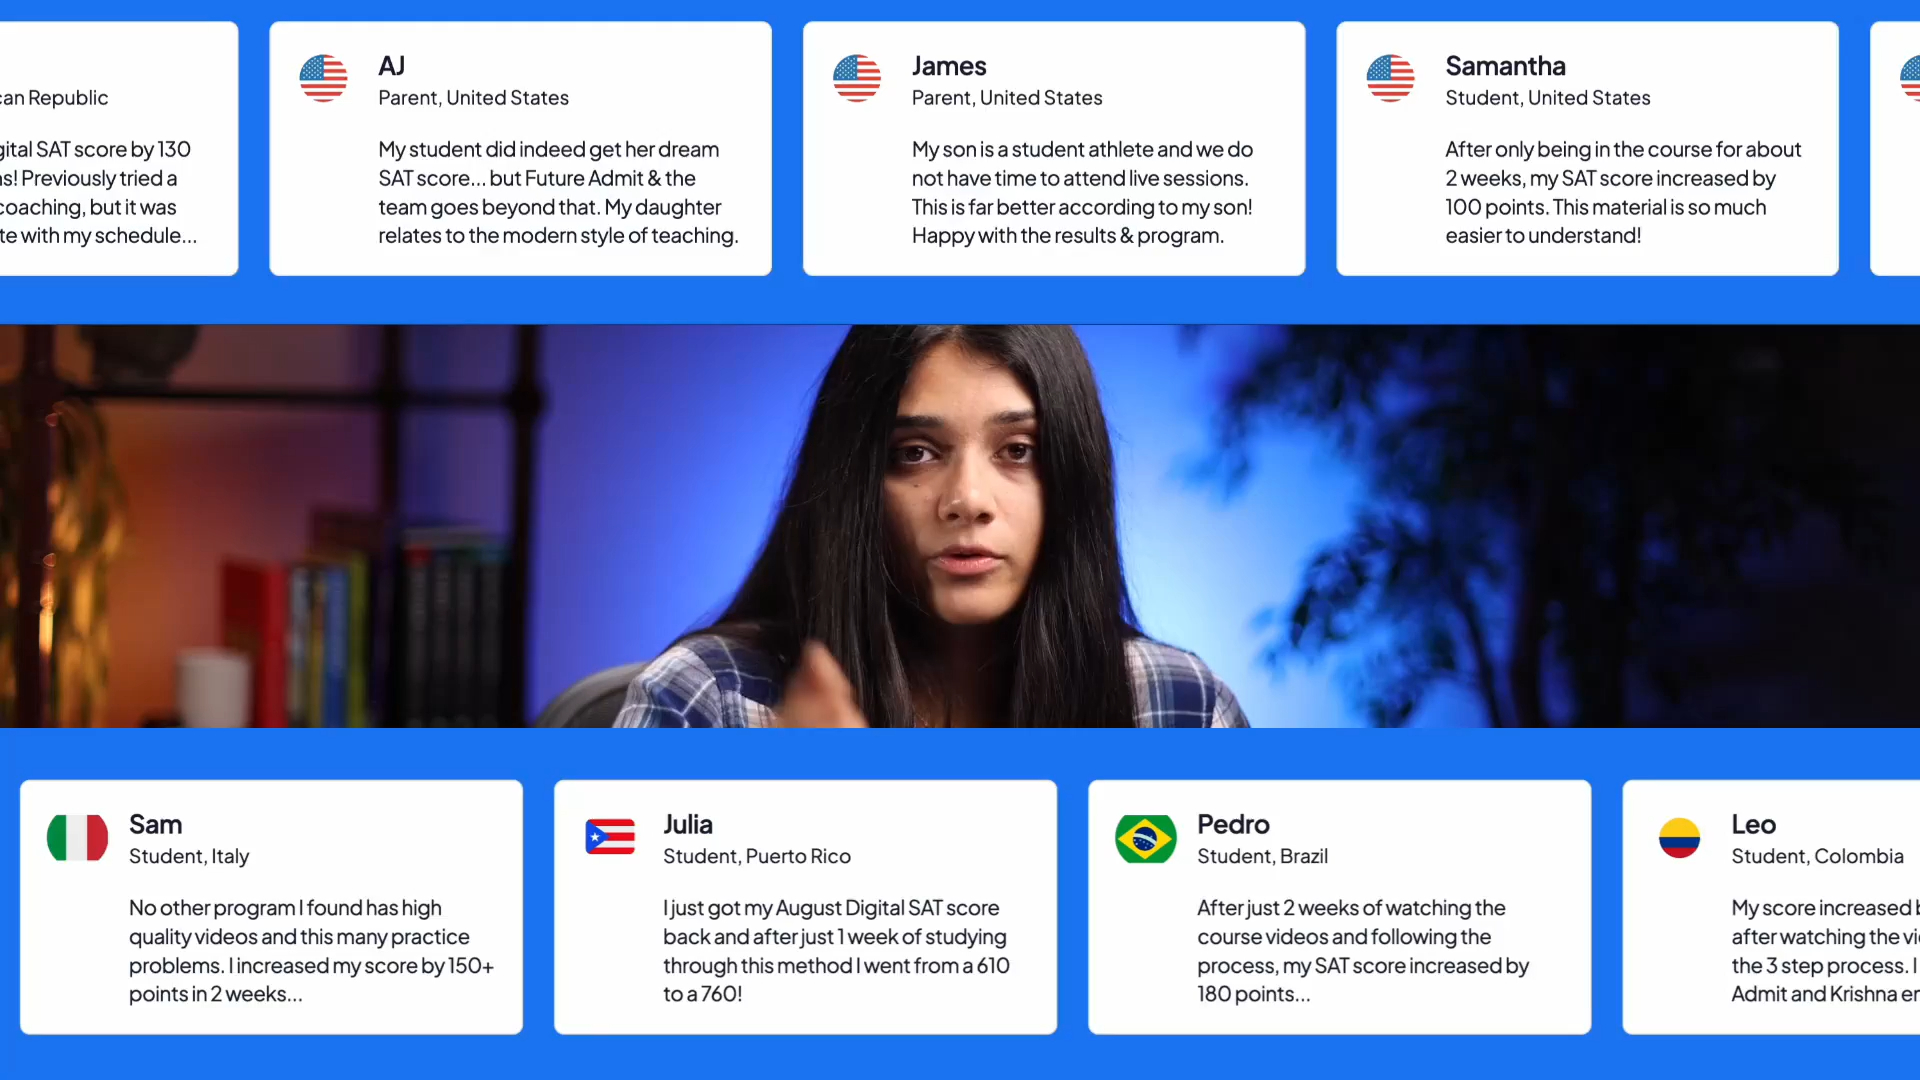 can Republic
gital SAT score by 130
s! Previously tried a
coaching, but it was
te with my schedule...
AJ
Parent, United States
My student did indeed get her dream
SAT score... but Future Admit & the
team goes beyond that. My daughter
relates to the modern style of teaching.
James
Parent, United States
My son is a student athlete and we do
not have time to attend live sessions.
This is far better according to my son!
Happy with the results & program.
Samantha
Student, United States
After only being in the course for about
2 weeks, my SAT score increased by
100 points. This material is so much
easier to understand!
Sam
Student, Italy
No other program I found has high
quality videos and this many practice
problems. I increased my score by 150+
points in 2 weeks...
Julia
Student, Puerto Rico
I just got my August Digital SAT score
back and after just 1 week of studying
through this method I went from a 610
to a 760!
Pedro
Student, Brazil
After just 2 weeks of watching the
course videos and following the
process, my SAT score increased by
180 points...
Leo
Student, Colombia
My score increased
after watching the vi
the 3 step process. I
Admit and Krishna e